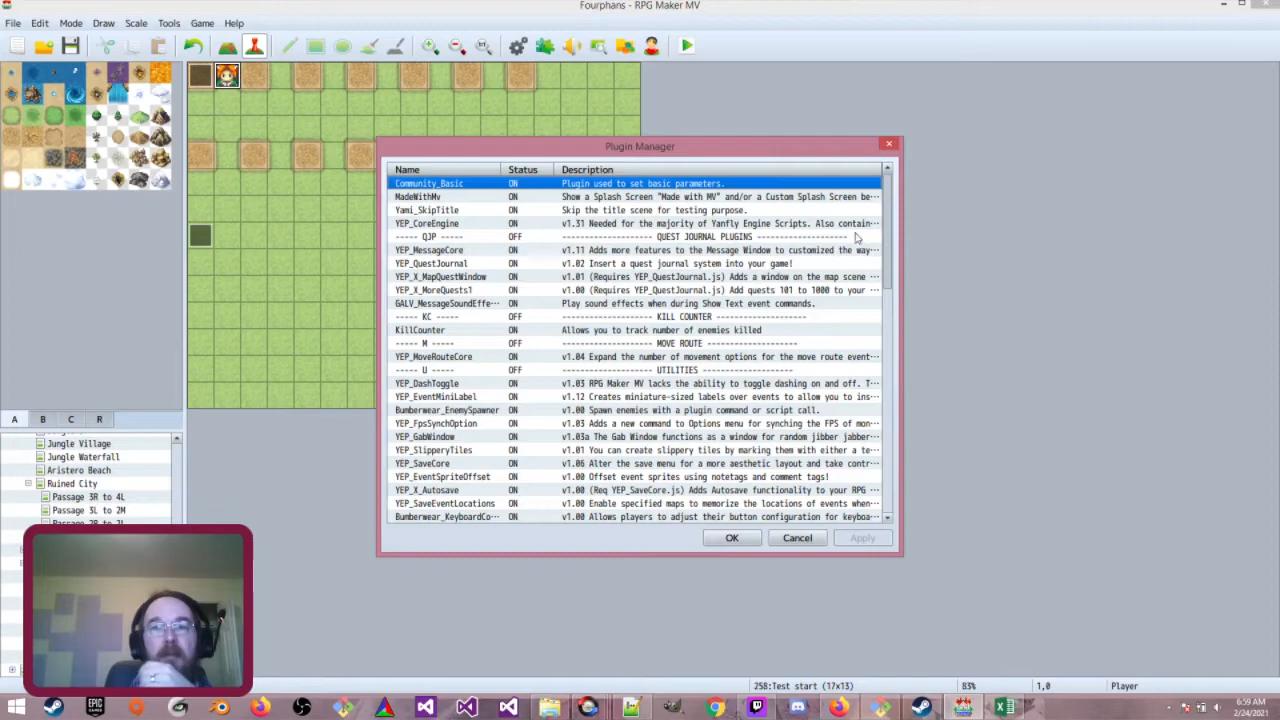 Fourphans - RPG Maker MV
File Edit Mode Draw Scale Tools Game Help
Plugin Manager
Name Status Description
Community_Basic ON Plugin used to set basic parameters.
MadeWithMv ON Show a Splash Screen "Made with MV" and/or a Custom Splash Screen be···
Yami_SkipTitle ON Skip the title scene for testing purpose.
YEP_CoreEngine ON v1.31 Needed for the majority of Yanfly Engine Scripts. Also contain···
----- QJP ----- OFF -------------------- QUEST JOURNAL PLUGINS --------------------
YEP_MessageCore ON v1.11 Adds more features to the Message Window to customized the way···
YEP_QuestJournal ON v1.02 Insert a quest journal system into your game!
YEP_X_MapQuestWindow ON v1.01 (Requires YEP_QuestJournal.js) Adds a window on the map scene ···
YEP_X_MoreQuests1 ON v1.00 (Requires YEP_QuestJournal.js) Add quests 101 to 1000 to your ···
GALV_MessageSoundEffe··· ON Play sound effects when during Show Text event commands.
----- KC ----- OFF -------------------- KILL COUNTER --------------------
KillCounter ON Allows you to track number of enemies killed
----- M ----- OFF -------------------- MOVE ROUTE --------------------
YEP_MoveRouteCore ON v1.04 Expand the number of movement options for the move route event···
----- U ----- OFF -------------------- UTILITIES --------------------
YEP_DashToggle ON v1.03 RPG Maker MV lacks the ability to toggle dashing on and off. T···
YEP_EventMiniLabel ON v1.12 Creates miniature-sized labels over events to allow you to ins···
Bumberwear_EnemySpawner ON v1.00 Spawn enemies with a plugin command or script call.
YEP_FpsSynchOption ON v1.03 Adds a new command to Options menu for synching the FPS of mon···
YEP_GabWindow ON v1.03a The Gab Window functions as a window for random jibber jabber···
YEP_SlipperyTiles ON v1.01 You can create slippery tiles by marking them with either a te···
YEP_SaveCore ON v1.06 Alter the save menu for a more aesthetic layout and take contr···
YEP_EventSpriteOffset ON v1.00 Offset event sprites using notetags and comment tags!
YEP_X_Autosave ON v1.00 (Req YEP_SaveCore.js) Adds Autosave functionality to your RPG ···
YEP_SaveEventLocations ON v1.00 Enable specified maps to memorize the locations of events when···
Bumberwear_KeyboardCo··· ON v1.00 Allows players to adjust their button configuration for keyboa···
OK Cancel Apply
A B C R
Jungle Village
Jungle Waterfall
Aristero Beach
Ruined City
Passage 3R to 4L
Passage 3L to 2M
258:Test start (17x13) 83% 1,0 Player
EPIC GAMES
6:59 AM
2/24/2021